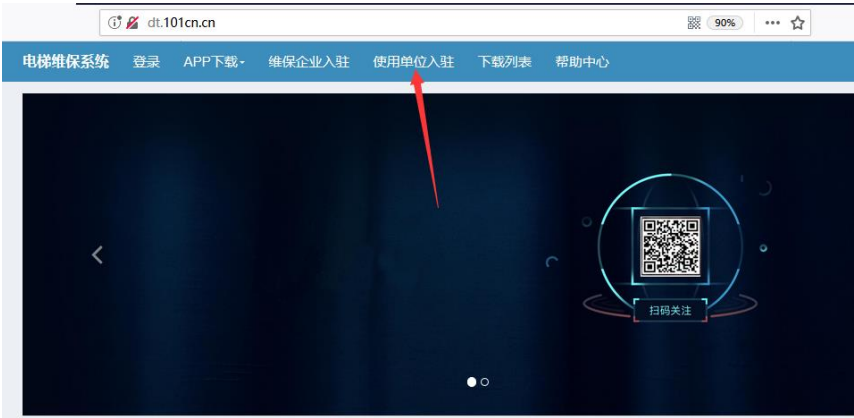 dt.101cn.cn 90%
电梯维保系统 登录 APP下载 维保企业入驻 使用单位入驻 下载列表 帮助中心
扫码关注